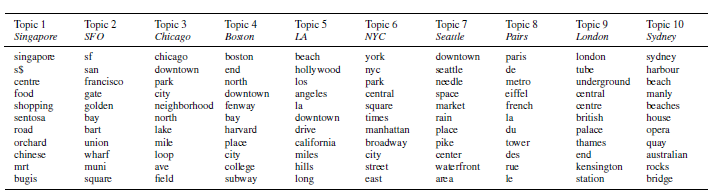 Topic 1 Topic 2 Topic 3 Topic 4 Topic 5 Topic 6 Topic 7 Topic 8 Topic 9 Topic 10
Singapore SFO Chicago Boston LA NYC Seattle Pairs London Sydney
singapore sf chicago boston beach york downtown paris london sydney
s$ san downtown end hollywood nyc seattle de tube harbour
centre francisco park north los park needle metro underground beach
food gate city downtown angeles central space eiffel central manly
shopping golden neighborhood fenway la square market french centre beaches
sentosa bay north bay downtown times rain la british house
road bart lake harvard drive manhattan place du palace opera
orchard union mile place california broadway pike tower thames quay
chinese wharf loop city miles city center des end australian
mrt muni ave college hills street waterfront rue kensington rocks
bugis square field subway long east area le station bridge